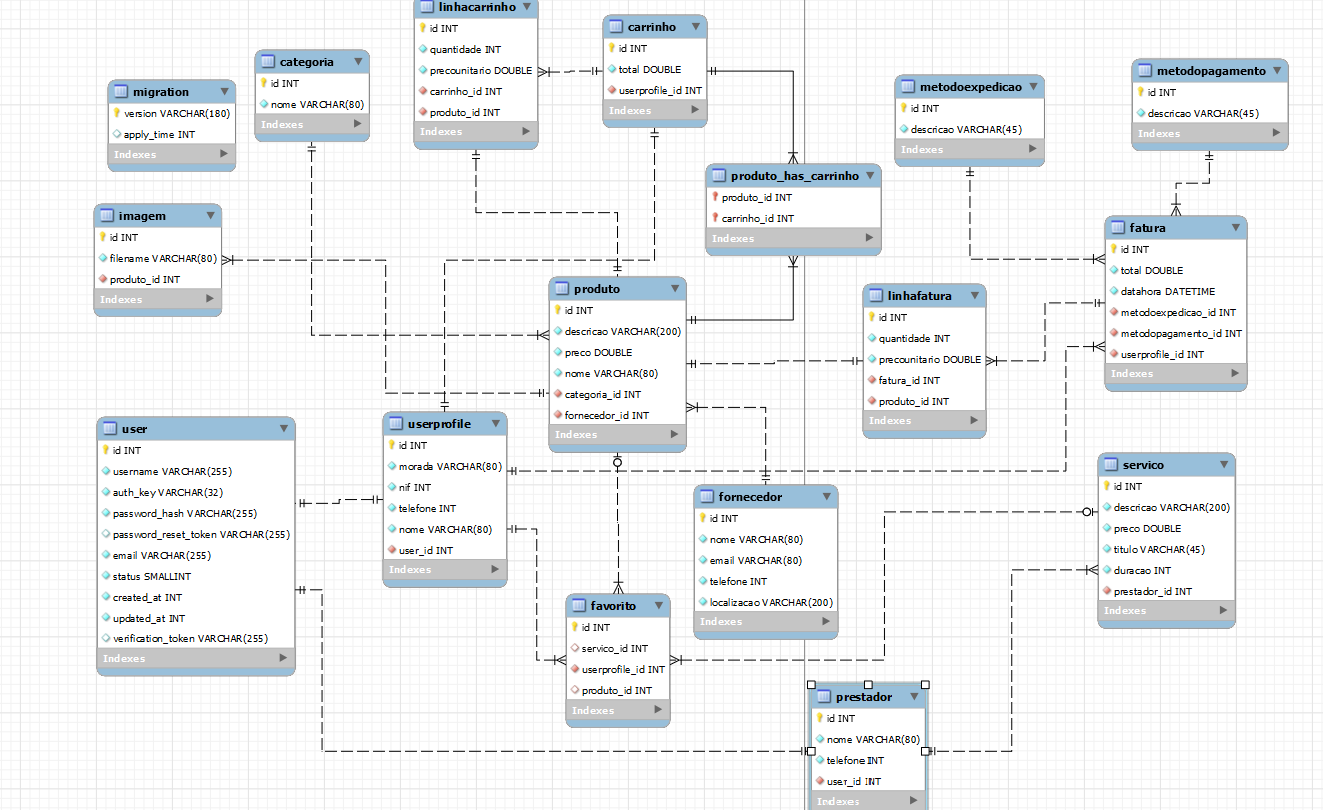 linhacarrinho
id INT
quantidade INT
precounitario DOUBLE
carrinho_id INT
produto_id INT
Indexes
carrinho
id INT
total DOUBLE
userprofile_id INT
Indexes
categoria
id INT
nome VARCHAR(80)
Indexes
migration
version VARCHAR(180)
apply_time INT
Indexes
metodoexpedicao
id INT
descricao VARCHAR(45)
Indexes
metodopagamento
id INT
descricao VARCHAR(45)
Indexes
produto_has_carrinho
produto_id INT
carrinho_id INT
Indexes
imagem
id INT
filename VARCHAR(80)
produto_id INT
Indexes
fatura
id INT
total DOUBLE
datahora DATETIME
metodoexpedicao_id INT
metodopagamento_id INT
userprofile_id INT
Indexes
produto
id INT
descricao VARCHAR(200)
preco DOUBLE
nome VARCHAR(80)
categoria_id INT
fornecedor_id INT
Indexes
linhafatura
id INT
quantidade INT
precounitario DOUBLE
fatura_id INT
produto_id INT
Indexes
user
id INT
username VARCHAR(255)
auth_key VARCHAR(32)
password_hash VARCHAR(255)
password_reset_token VARCHAR(255)
email VARCHAR(255)
status SMALLINT
created_at INT
updated_at INT
verification_token VARCHAR(255)
Indexes
userprofile
id INT
morada VARCHAR(80)
nif INT
telefone INT
nome VARCHAR(80)
user_id INT
Indexes
fornecedor
id INT
nome VARCHAR(80)
email VARCHAR(80)
telefone INT
localizacao VARCHAR(200)
Indexes
servico
id INT
descricao VARCHAR(200)
preco DOUBLE
titulo VARCHAR(45)
duracao INT
prestador_id INT
Indexes
favorito
id INT
servico_id INT
userprofile_id INT
produto_id INT
Indexes
prestador
id INT
nome VARCHAR(80)
telefone INT
user_id INT
Indexes